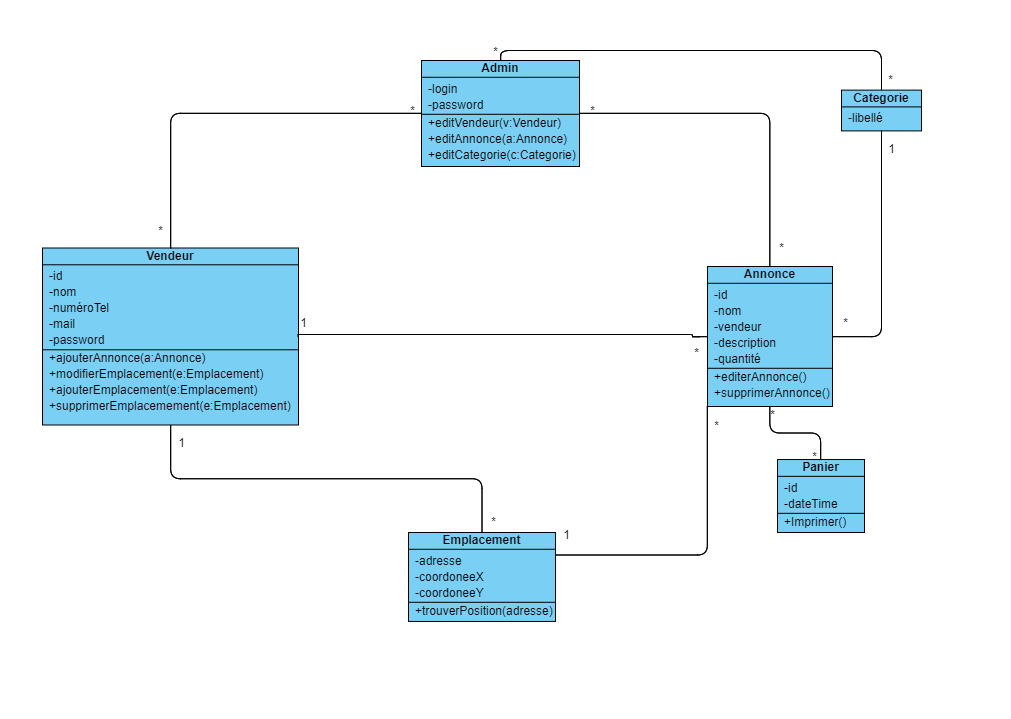 *
Admin
-login
-password
+editVendeur(v:Vendeur)
+editAnnonce(a:Annonce)
+editCategorie(c:Categorie)
*
*
*
Categorie
-libellé
1
*
Vendeur
-id
-nom
-numéroTel
-mail
-password
+ajouterAnnonce(a:Annonce)
+modifierEmplacement(e:Emplacement)
+ajouterEmplacement(e:Emplacement)
+supprimerEmplacemement(e:Emplacement)
1
*
*
Annonce
-id
-nom
-vendeur
-description
-quantité
+editerAnnonce()
+supprimerAnnonce()
*
*
*
*
Panier
-id
-dateTime
+Imprimer()
1
*
Emplacement
-adresse
-coordoneeX
-coordoneeY
+trouverPosition(adresse)
1